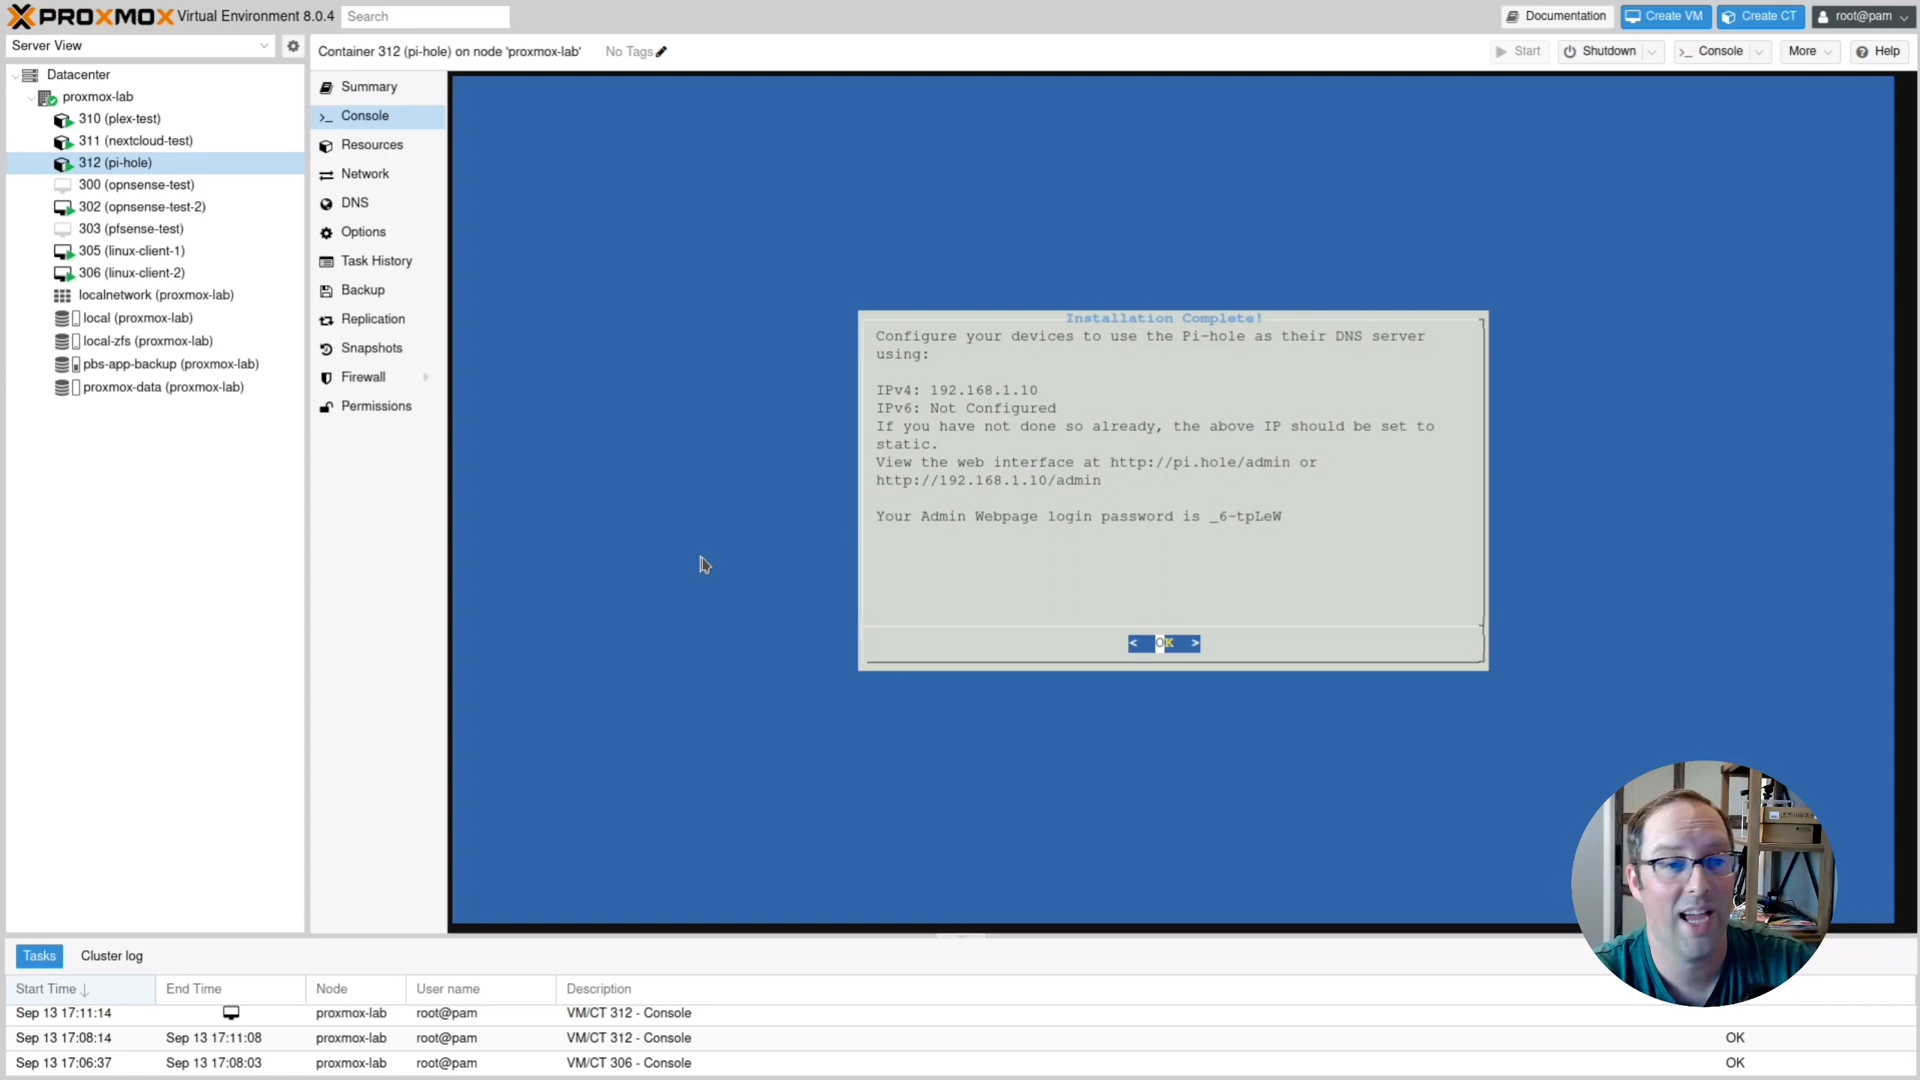 PROXMOX Virtual Environment 8.0.4 Search
Documentation Create VM Create CT root@pam
Server View
Container 312 (pi-hole) on node 'proxmox-lab' No Tags
Start Shutdown >_ Console More Help
Datacenter
proxmox-lab
310 (plex-test)
311 (nextcloud-test)
312 (pi-hole)
300 (opnsense-test)
302 (opnsense-test-2)
303 (pfsense-test)
305 (linux-client-1)
306 (linux-client-2)
localnetwork (proxmox-lab)
local (proxmox-lab)
local-zfs (proxmox-lab)
pbs-app-backup (proxmox-lab)
proxmox-data (proxmox-lab)
Summary
>_ Console
Resources
Network
DNS
Options
Task History
Backup
Replication
Snapshots
Firewall
Permissions
Installation Complete!
Configure your devices to use the Pi-hole as their DNS server
using:
IPv4: 192.168.1.10
IPv6: Not Configured
If you have not done so already, the above IP should be set to
static.
View the web interface at http://pi.hole/admin or
http://192.168.1.10/admin
Your Admin Webpage login password is _6-tpLeW
< OK >
Tasks Cluster log
Start Time End Time Node User name Description
Sep 13 17:11:14 proxmox-lab root@pam VM/CT 312 - Console
Sep 13 17:08:14 Sep 13 17:11:08 proxmox-lab root@pam VM/CT 312 - Console OK
Sep 13 17:06:37 Sep 13 17:08:03 proxmox-lab root@pam VM/CT 306 - Console OK